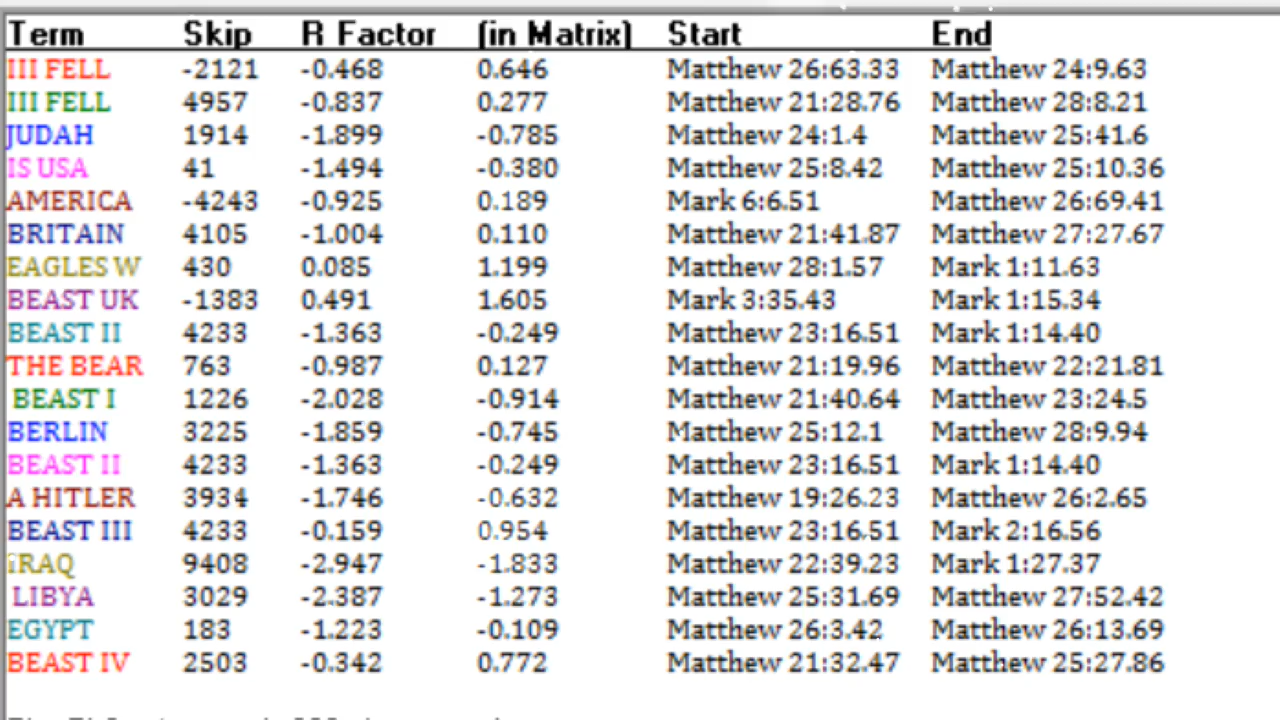 Term Skip R Factor (in Matrix) Start End
III FELL -2121 -0.468 0.646 Matthew 26:63.33 Matthew 24:9.63
III FELL 4957 -0.837 0.277 Matthew 21:28.76 Matthew 28:8.21
JUDAH 1914 -1.899 -0.785 Matthew 24:1.4 Matthew 25:41.6
IS USA 41 -1.494 -0.380 Matthew 25:8.42 Matthew 25:10.36
AMERICA -4243 -0.925 0.189 Mark 6:6.51 Matthew 26:69.41
BRITAIN 4105 -1.004 0.110 Matthew 21:41.87 Matthew 27:27.67
EAGLES W 430 0.085 1.199 Matthew 28:1.57 Mark 1:11.63
BEAST UK -1383 0.491 1.605 Mark 3:35.43 Mark 1:15.34
BEAST II 4233 -1.363 -0.249 Matthew 23:16.51 Mark 1:14.40
THE BEAR 763 -0.987 0.127 Matthew 21:19.96 Matthew 22:21.81
BEAST I 1226 -2.028 -0.914 Matthew 21:40.64 Matthew 23:24.5
BERLIN 3225 -1.859 -0.745 Matthew 25:12.1 Matthew 28:9.94
BEAST II 4233 -1.363 -0.249 Matthew 23:16.51 Mark 1:14.40
A HITLER 3934 -1.746 -0.632 Matthew 19:26.23 Matthew 26:2.65
BEAST III 4233 -0.159 0.954 Matthew 23:16.51 Mark 2:16.56
iRAQ 9408 -2.947 -1.833 Matthew 22:39.23 Mark 1:27.37
LIBYA 3029 -2.387 -1.273 Matthew 25:31.69 Matthew 27:52.42
EGYPT 183 -1.223 -0.109 Matthew 26:3.42 Matthew 26:13.69
BEAST IV 2503 -0.342 0.772 Matthew 21:32.47 Matthew 25:27.86